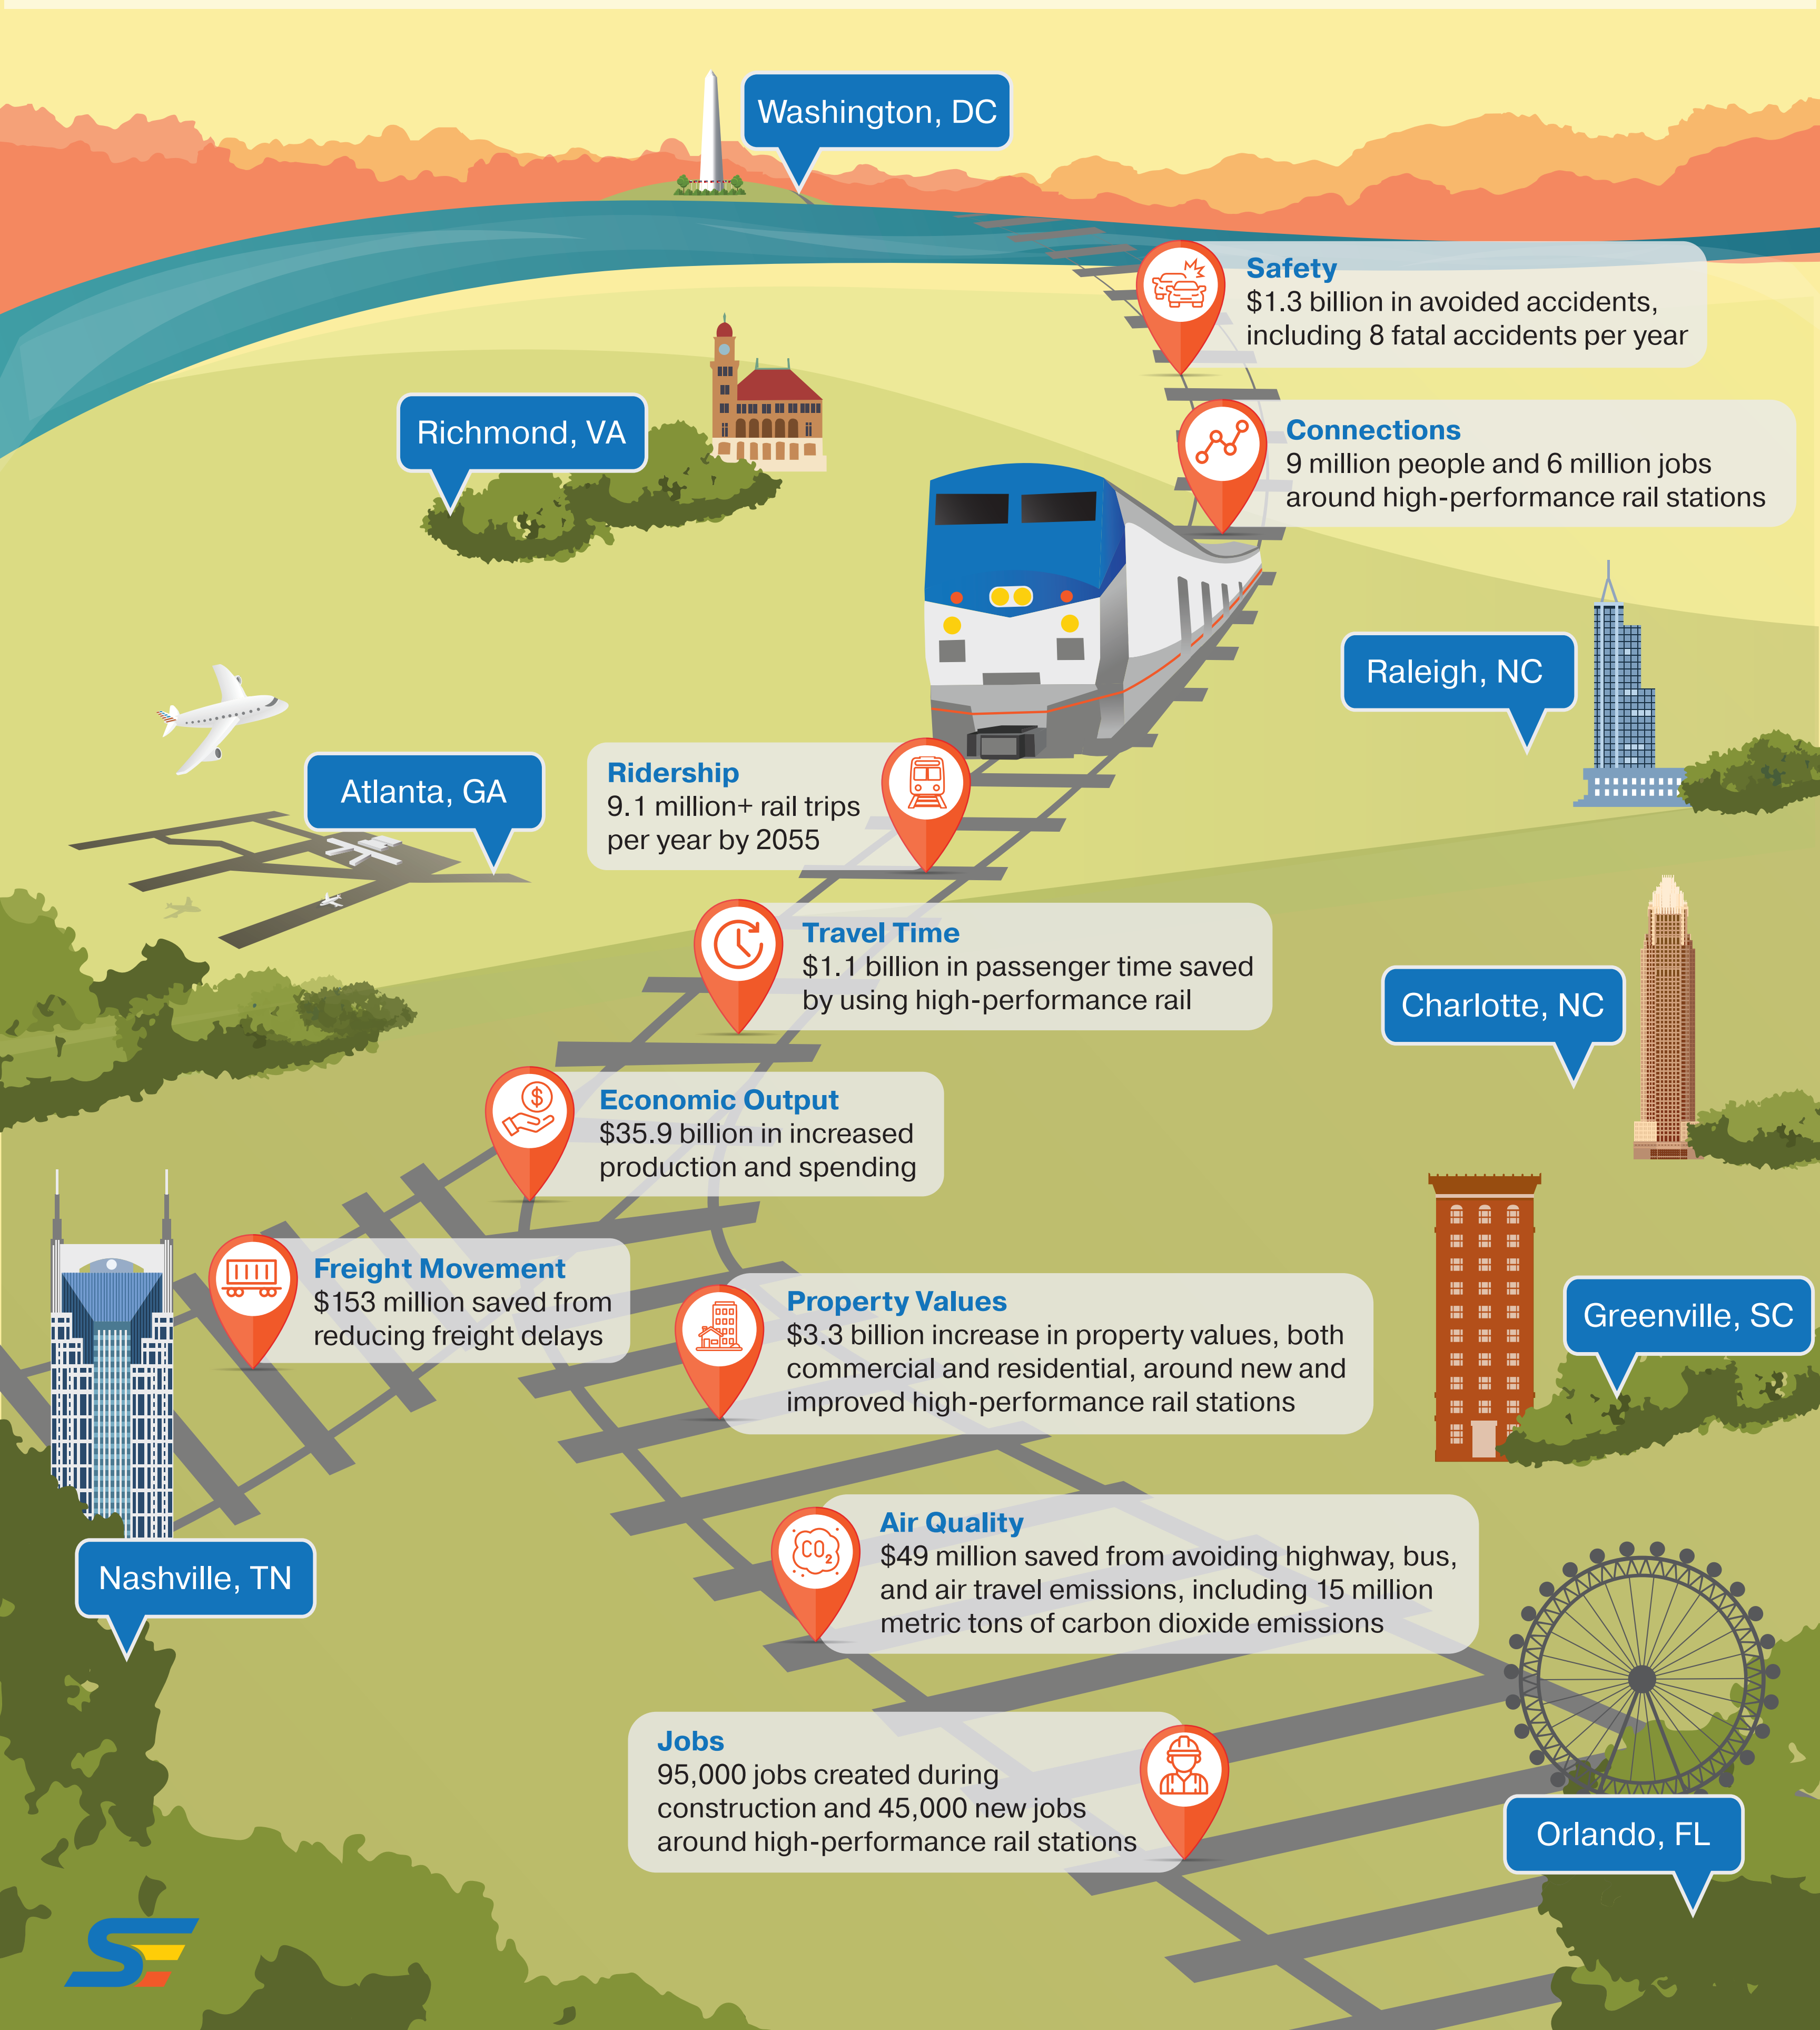 Washington, DC
Safety
$1.3 billion in avoided accidents,
including 8 fatal accidents per year
Richmond, VA
Connections
9 million people and 6 million jobs
around high-performance rail stations
Raleigh, NC
Atlanta, GA
Ridership
9.1 million+ rail trips
per year by 2055
Travel Time
$1.1 billion in passenger time saved
by using high-performance rail
Charlotte, NC
Economic Output
$35.9 billion in increased
production and spending
Freight Movement
$153 million saved from
reducing freight delays
Property Values
$3.3 billion increase in property values, both
commercial and residential, around new and
improved high-performance rail stations
Greenville, SC
Air Quality
$49 million saved from avoiding highway, bus,
and air travel emissions, including 15 million
metric tons of carbon dioxide emissions
CO₂
Nashville, TN
Jobs
95,000 jobs created during
construction and 45,000 new jobs
around high-performance rail stations
Orlando, FL
SE